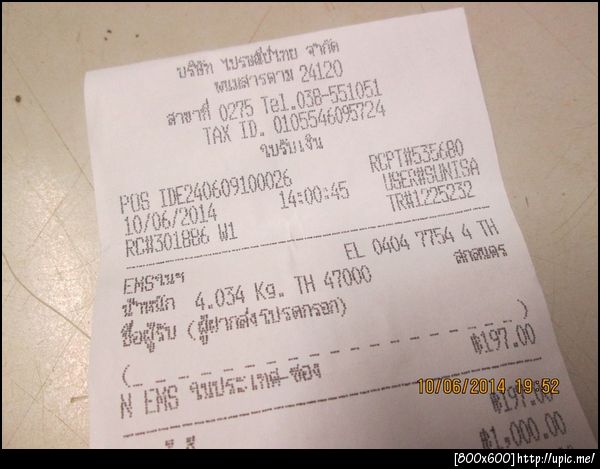 บริษัท ไปรษณีย์ไทย จำกัด
พนมสารคาม 24120
สาขาที่ 0275 Tel.038-551051
TAX ID. 0105546095724
ใบรับเงิน
POS IDE240609100026 RCPT#535680
10/06/2014 14:00:45 USER#SUNISA
RC#301886 W1 TR#1225232
EMSในฯ EL 0404 7754 4 TH
น้ำหนัก 4.034 Kg. TH 47000 สกลนคร
ชื่อผู้รับ (ผู้ฝากส่งโปรดกรอก)
(_ _ _ _ _ _ _ _ _ _ _ _ _ _ _ _)
N EMS ในประเทศ-ซอง ฿197.00
฿197.00
฿1,000.00
10/06/2014 19:52
[800x600]http://upic.me/